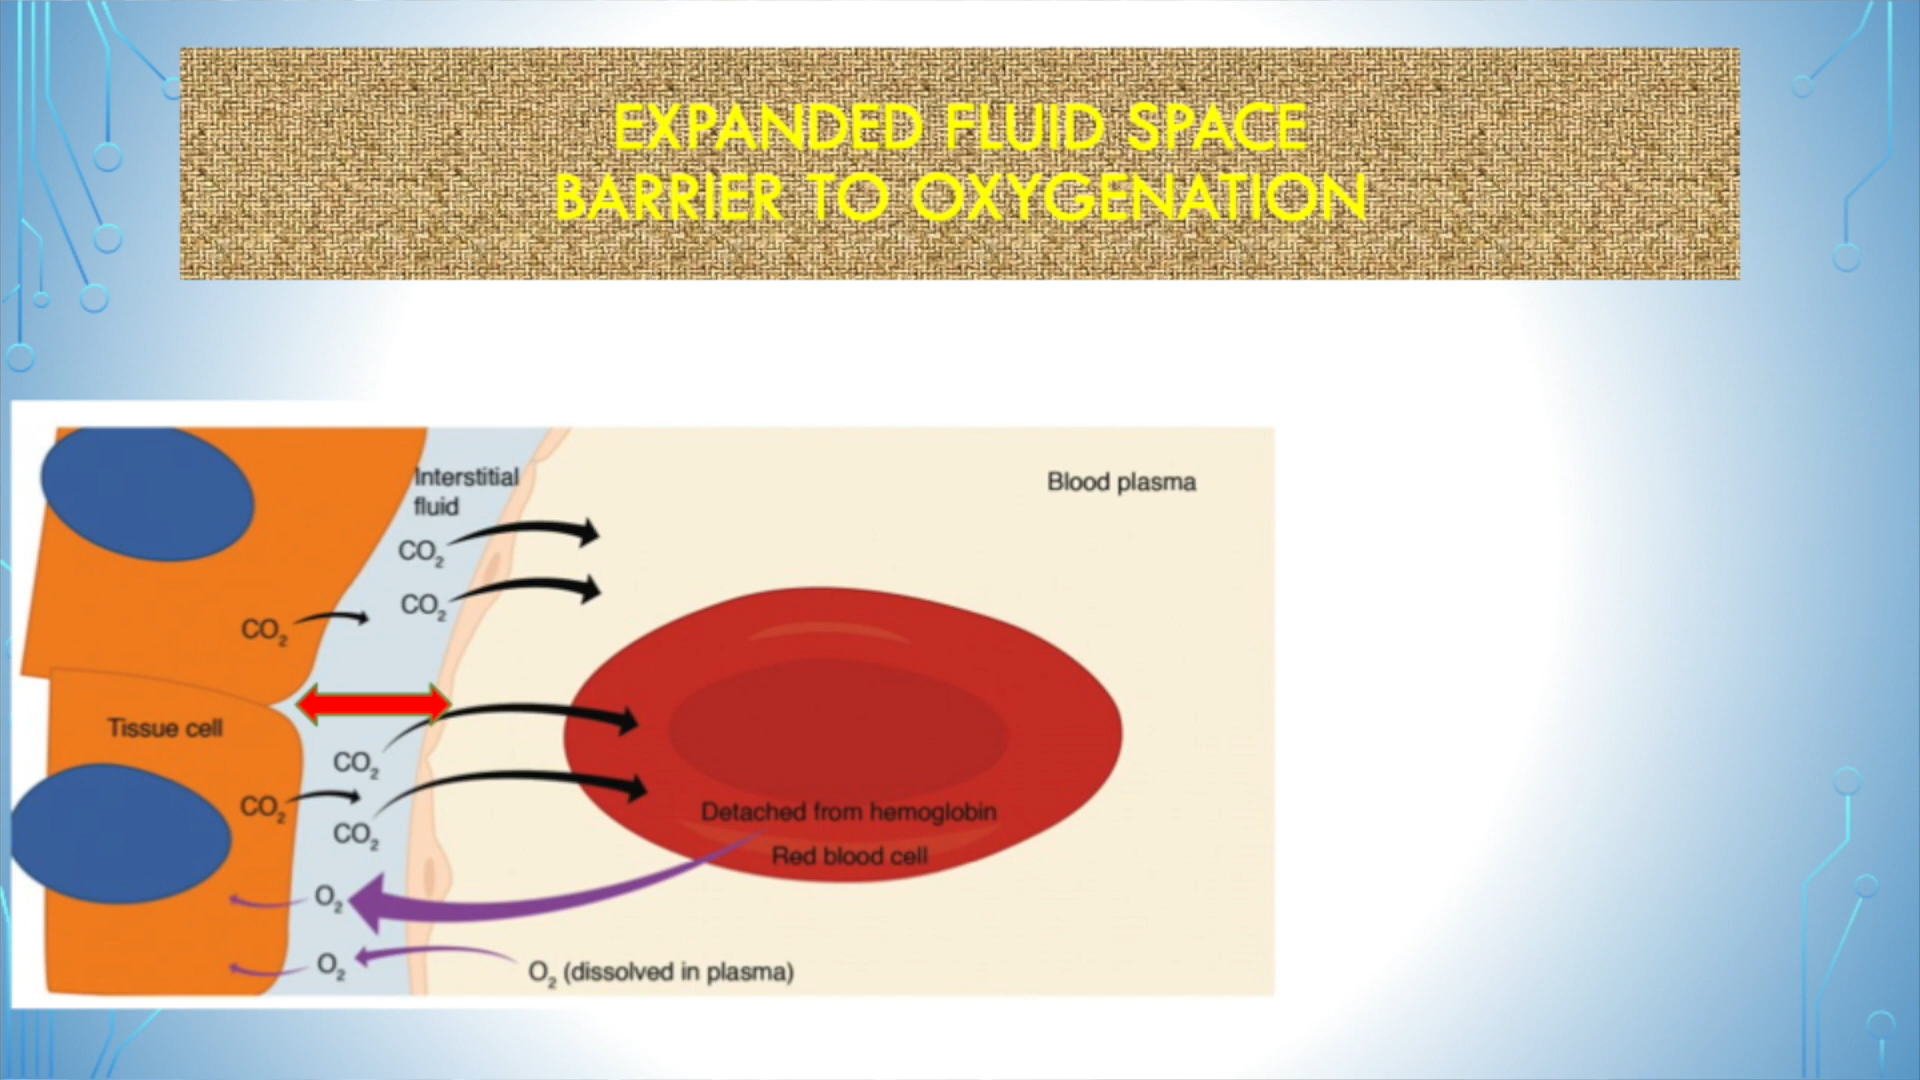 EXPANDED FLUID SPACE
BARRIER TO OXYGENATION
Interstitial
fluid
Blood plasma
CO₂
CO₂
CO₂
Tissue cell
CO₂
CO₂
CO₂
Detached from hemoglobin
Red blood cell
O₂
O₂
O₂ (dissolved in plasma)